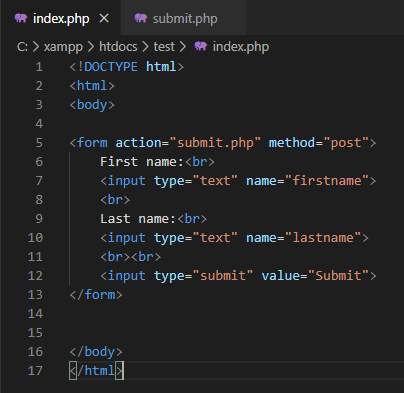 index.php × submit.php
C: > xampp > htdocs > test > index.php
1 <!DOCTYPE html>
2 <html>
3 <body>
4
5 <form action="submit.php" method="post">
6 First name:<br>
7 <input type="text" name="firstname">
8 <br>
9 Last name:<br>
10 <input type="text" name="lastname">
11 <br><br>
12 <input type="submit" value="Submit">
13 </form>
14
15
16 </body>
17 </html>